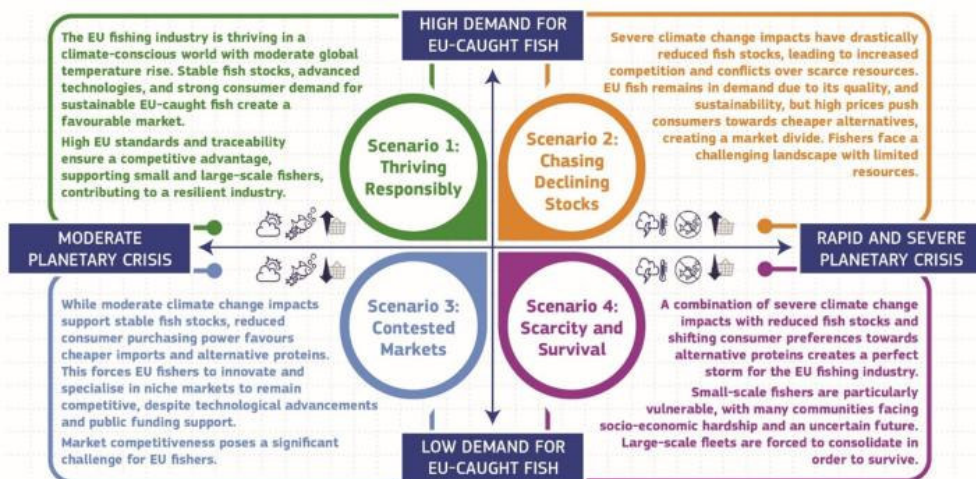 HIGH DEMAND FOR
EU-CAUGHT FISH
The EU fishing industry is thriving in a
climate-conscious world with moderate global
temperature rise. Stable fish stocks, advanced
technologies, and strong consumer demand for
sustainable EU-caught fish create a
favourable market.
High EU standards and traceability
ensure a competitive advantage,
supporting small and large-scale fishers,
contributing to a resilient industry.
Scenario 1:
Thriving
Responsibly
Scenario 2:
Chasing
Declining
Stocks
Severe climate change impacts have drastically
reduced fish stocks, leading to increased
competition and conflicts over scarce resources.
EU fish remains in demand due to its quality, and
sustainability, but high prices push
consumers towards cheaper alternatives,
creating a market divide. Fishers face a
challenging landscape with limited
resources.
MODERATE
PLANETARY CRISIS
RAPID AND SEVERE
PLANETARY CRISIS
While moderate climate change impacts
support stable fish stocks, reduced
consumer purchasing power favours
cheaper imports and alternative proteins.
This forces EU fishers to innovate and
specialise in niche markets to remain
competitive, despite technological advancements
and public funding support.
Market competitiveness poses a significant
challenge for EU fishers.
Scenario 3:
Contested
Markets
Scenario 4:
Scarcity and
Survival
A combination of severe climate change
impacts with reduced fish stocks and
shifting consumer preferences towards
alternative proteins creates a perfect
storm for the EU fishing industry.
Small-scale fishers are particularly
vulnerable, with many communities facing
socio-economic hardship and an uncertain future.
Large-scale fleets are forced to consolidate in
order to survive.
LOW DEMAND FOR
EU-CAUGHT FISH